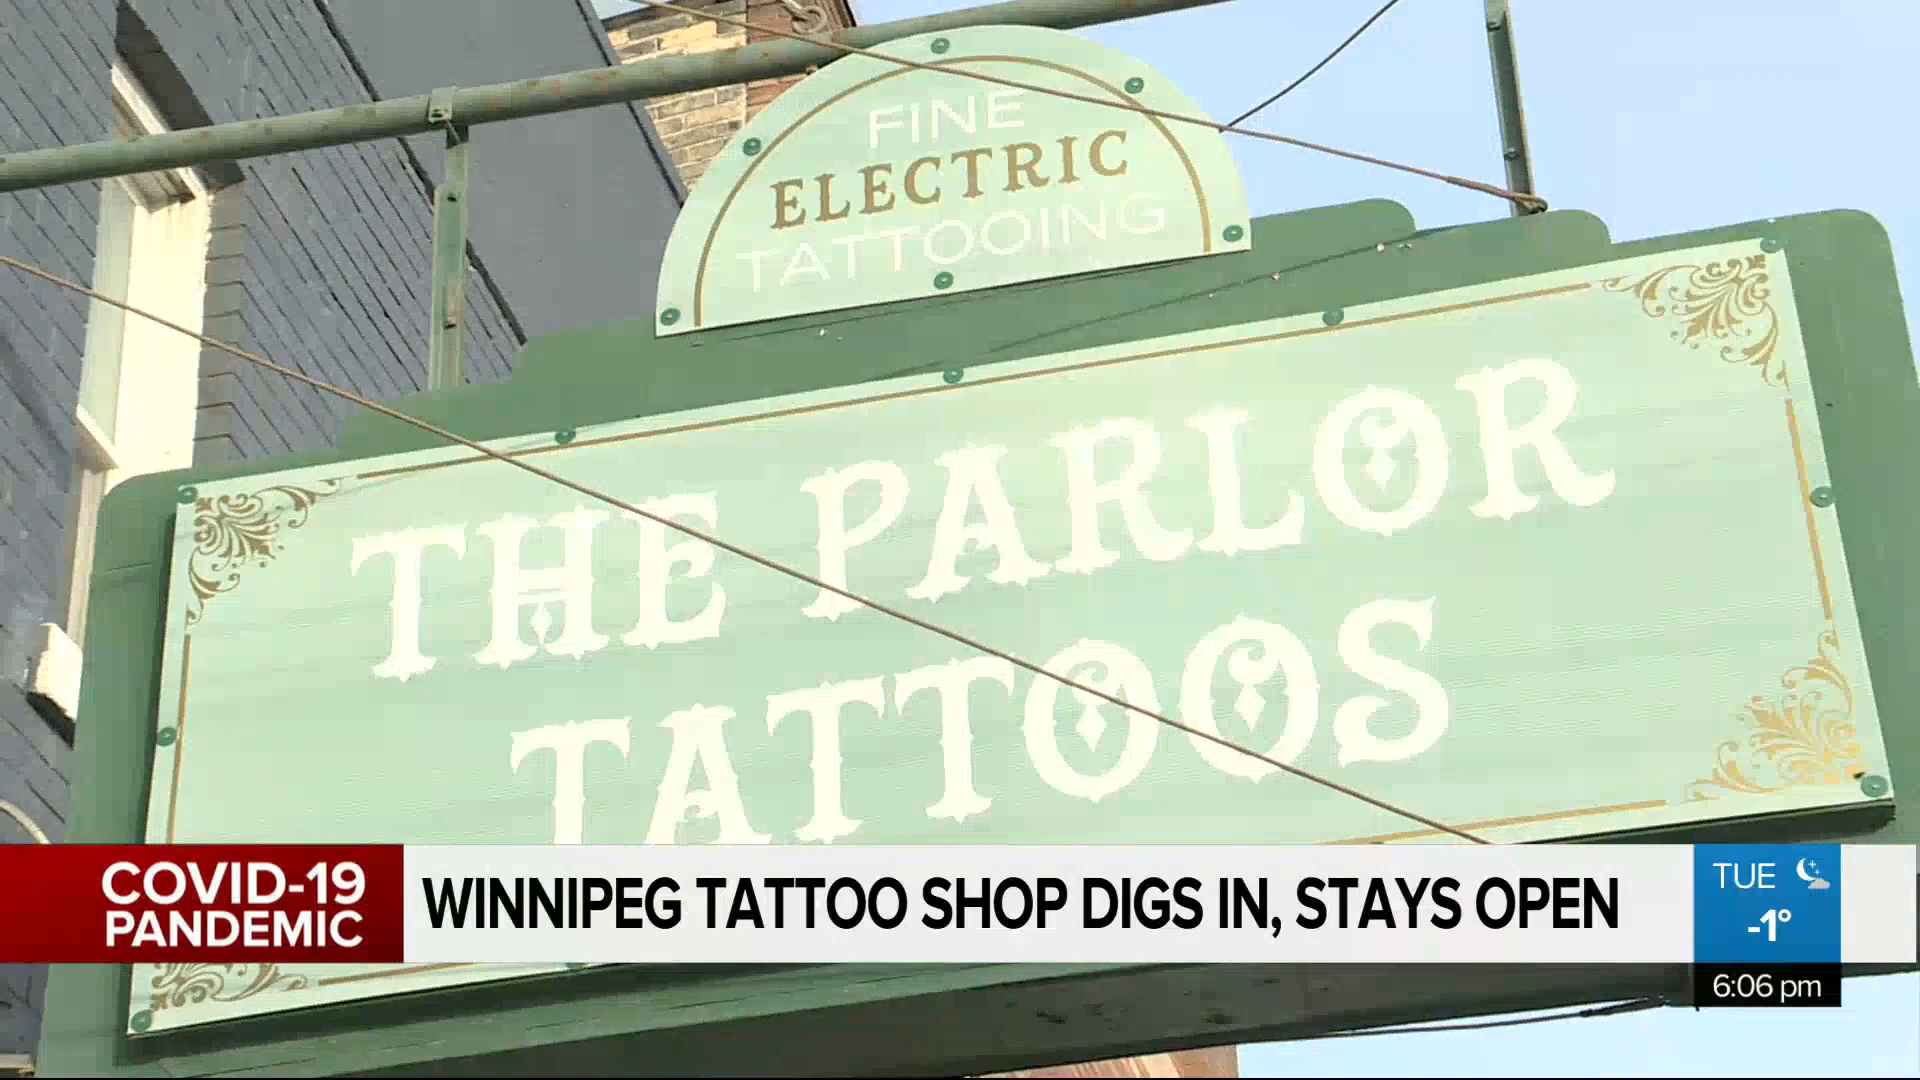 FINE
ELECTRIC
TATTOOING
THE PARLOR
TATTOOS
COVID-19
PANDEMIC
WINNIPEG TATTOO SHOP DIGS IN, STAYS OPEN
TUE
-1°
6:06 pm